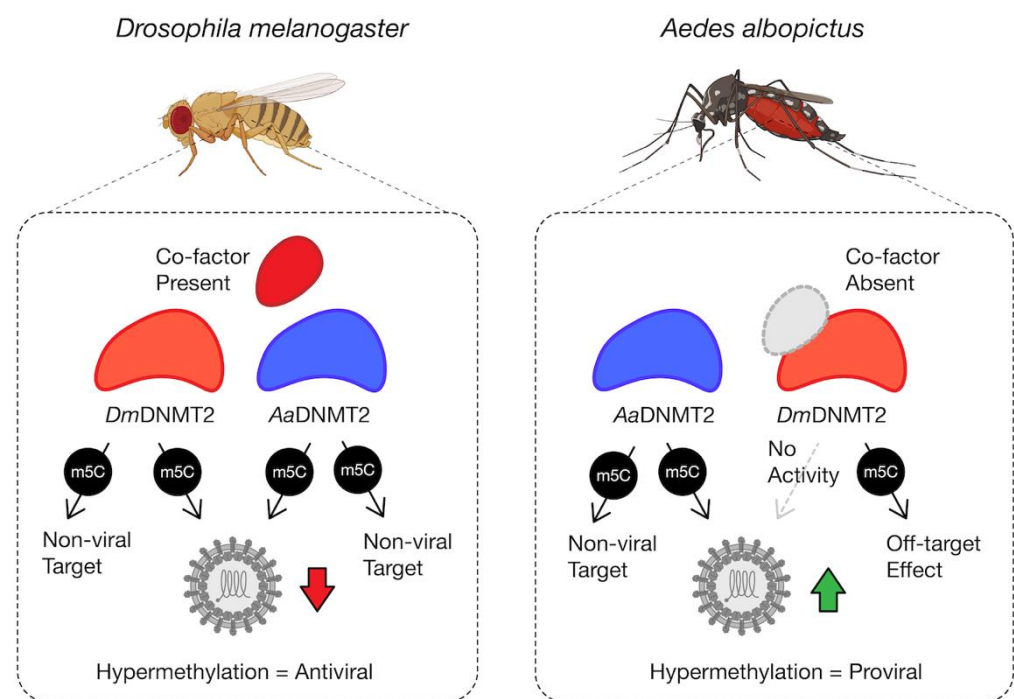 Drosophila melanogaster
Aedes albopictus
Co-factor
Present
DmDNMT2
AaDNMT2
m5C
m5C
m5C
m5C
Non-viral
Target
Non-viral
Target
Hypermethylation = Antiviral
Co-factor
Absent
AaDNMT2
DmDNMT2
No
Activity
m5C
m5C
m5C
Non-viral
Target
Off-target
Effect
Hypermethylation = Proviral